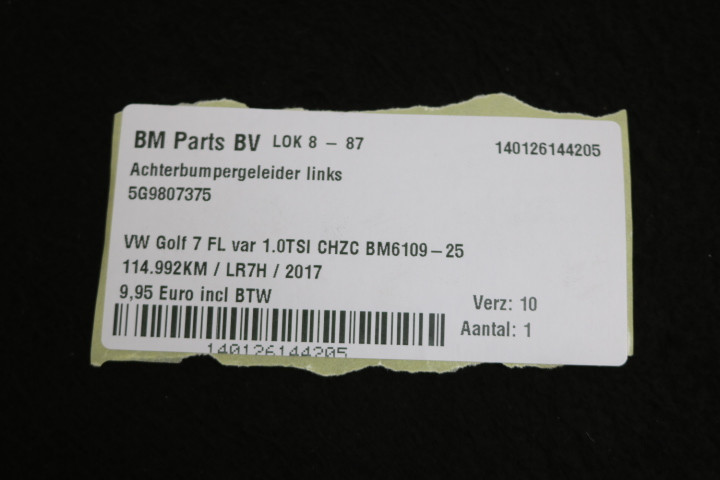 BM Parts BV LOK 8 - 87 140126144205
Achterbumpergeleider links
5G9807375
VW Golf 7 FL var 1.0TSI CHZC BM6109-25
114.992KM / LR7H / 2017
9,95 Euro incl BTW
Verz: 10
Aantal: 1
140126144205